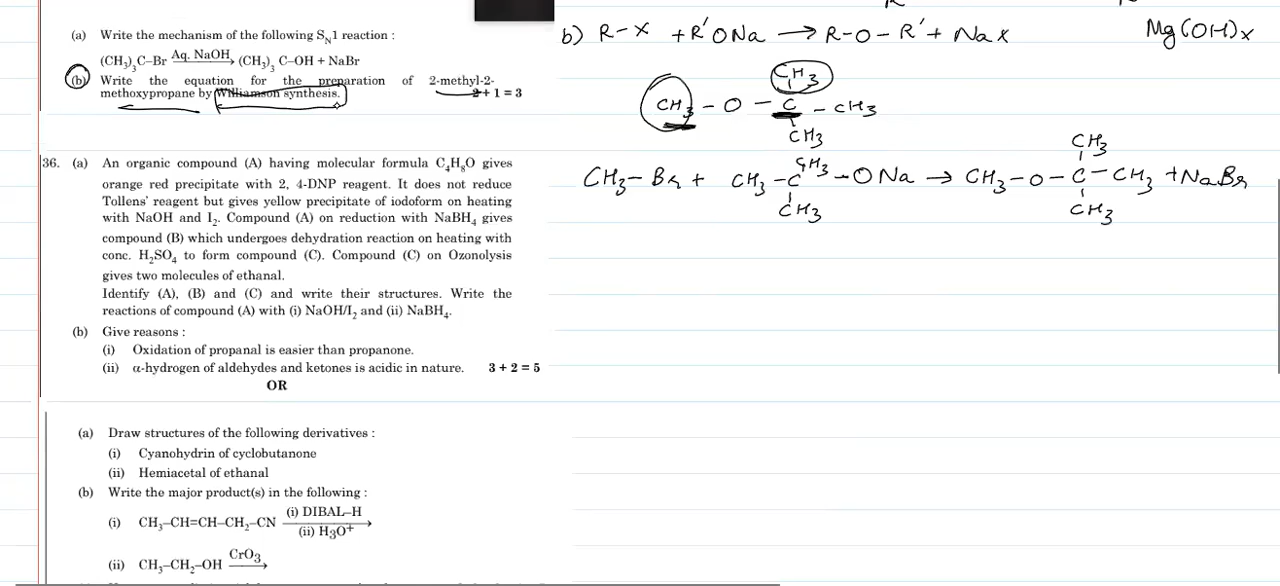 (a) Write the mechanism of the following SN1 reaction :
(CH3)3C–Br Aq. NaOH→ (CH3)3 C–OH + NaBr
(b) Write the equation for the preparation of 2-methyl-2-
methoxypropane by Williamson synthesis. 2+1=3
36. (a) An organic compound (A) having molecular formula C4H8O gives
orange red precipitate with 2, 4-DNP reagent. It does not reduce
Tollens' reagent but gives yellow precipitate of iodoform on heating
with NaOH and I2. Compound (A) on reduction with NaBH4 gives
compound (B) which undergoes dehydration reaction on heating with
conc. H2SO4 to form compound (C). Compound (C) on Ozonolysis
gives two molecules of ethanal.
Identify (A), (B) and (C) and write their structures. Write the
reactions of compound (A) with (i) NaOH/I2 and (ii) NaBH4.
(b) Give reasons :
(i) Oxidation of propanal is easier than propanone.
(ii) α-hydrogen of aldehydes and ketones is acidic in nature. 3 + 2 = 5
OR
(a) Draw structures of the following derivatives :
(i) Cyanohydrin of cyclobutanone
(ii) Hemiacetal of ethanal
(b) Write the major product(s) in the following :
(i) CH3–CH=CH–CH2–CN (i) DIBAL–H (ii) H3O+ →
(ii) CH3–CH2–OH CrO3 →
b) R-X + R'ONa → R-O-R' + NaX
Mg(OH)x
CH3
CH3 - O - C - CH3
CH3
CH3 CH3
CH3-Br + CH3-C-ONa → CH3-O-C-CH3 + NaBr
CH3 CH3